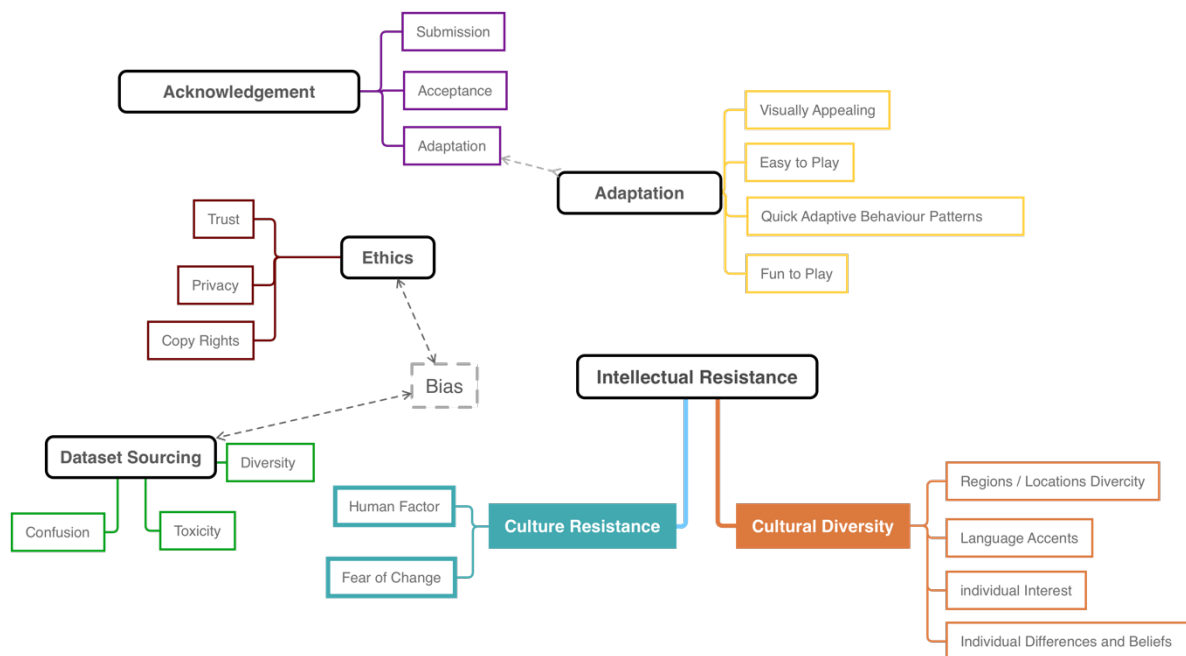 Submission
Acknowledgement
Acceptance
Adaptation
Visually Appealing
Easy to Play
Adaptation
Quick Adaptive Behaviour Patterns
Fun to Play
Trust
Ethics
Privacy
Copy Rights
Bias
Intellectual Resistance
Dataset Sourcing
Diversity
Confusion
Toxicity
Human Factor
Culture Resistance
Fear of Change
Cultural Diversity
Regions / Locations Divercity
Language Accents
individual Interest
Individual Differences and Beliefs